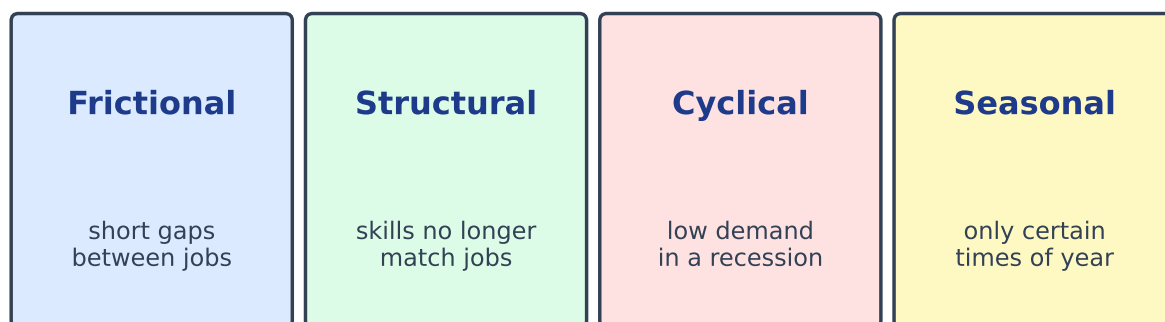 Frictional
short gaps
between jobs
Structural
skills no longer
match jobs
Cyclical
low demand
in a recession
Seasonal
only certain
times of year